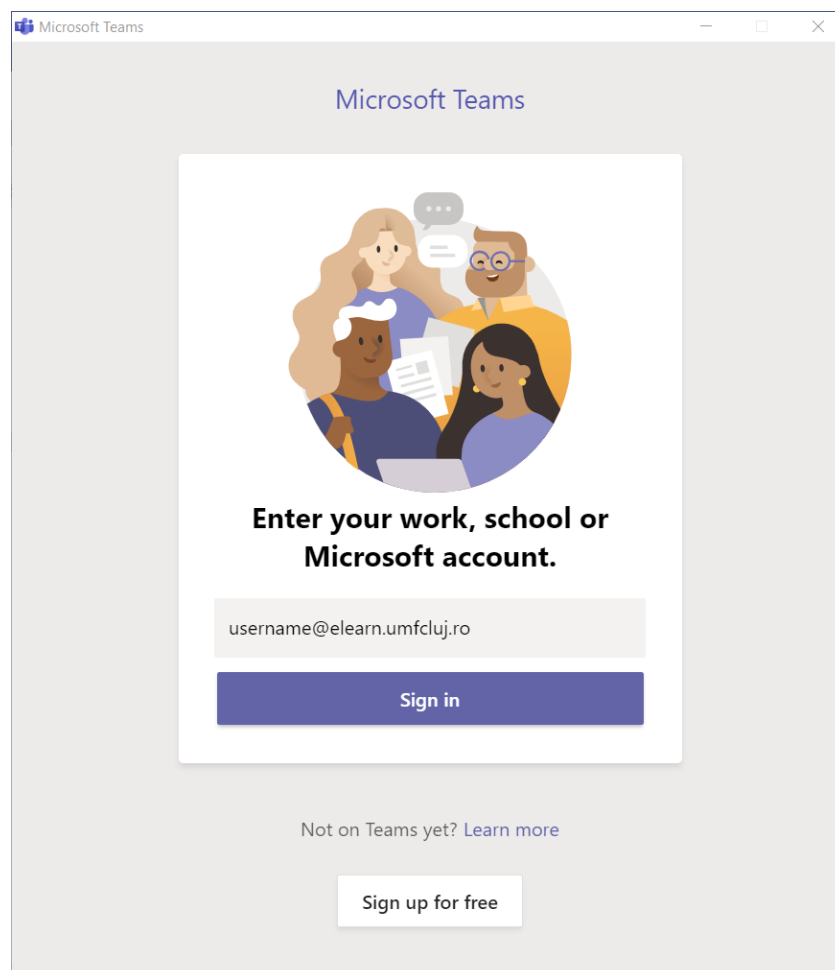 Microsoft Teams
Microsoft Teams
Enter your work, school or
Microsoft account.
username@elearn.umfcluj.ro
Sign in
Not on Teams yet? Learn more
Sign up for free